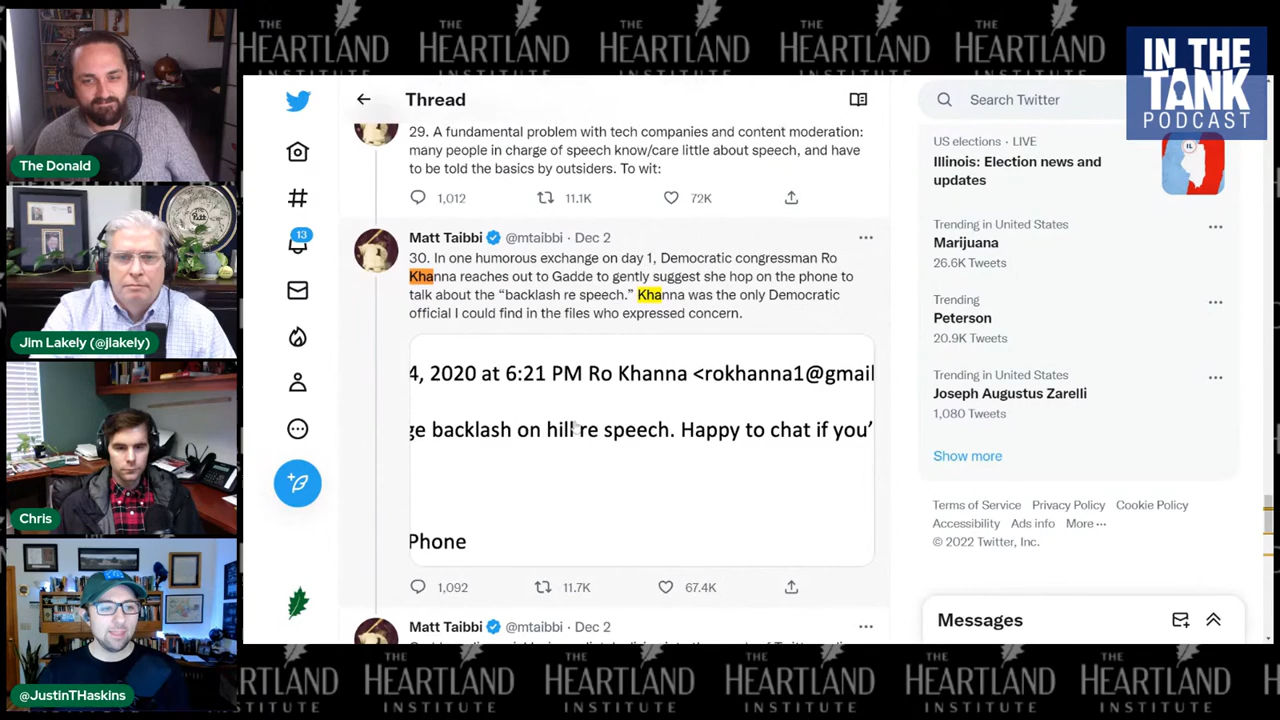 THE HEARTLAND INSTITUTE
IN THE TANK
PODCAST
The Donald
Jim Lakely (@jlakely)
Chris
@JustinTHaskins
13
Thread
29. A fundamental problem with tech companies and content moderation:
many people in charge of speech know/care little about speech, and have
to be told the basics by outsiders. To wit:
1,012 11.1K 72K
Matt Taibbi @mtaibbi · Dec 2
30. In one humorous exchange on day 1, Democratic congressman Ro
Khanna reaches out to Gadde to gently suggest she hop on the phone to
talk about the “backlash re speech.” Khanna was the only Democratic
official I could find in the files who expressed concern.
4, 2020 at 6:21 PM Ro Khanna <rokhanna1@gmail
ge backlash on hill re speech. Happy to chat if you’
Phone
1,092 11.7K 67.4K
Matt Taibbi @mtaibbi · Dec 2
Search Twitter
US elections · LIVE
Illinois: Election news and
updates
IL
Trending in United States
Marijuana
26.6K Tweets
Trending
Peterson
20.9K Tweets
Trending in United States
Joseph Augustus Zarelli
1,080 Tweets
Show more
Terms of Service Privacy Policy Cookie Policy
Accessibility Ads info More ···
© 2022 Twitter, Inc.
Messages
THE HEARTLAND INSTITUTE